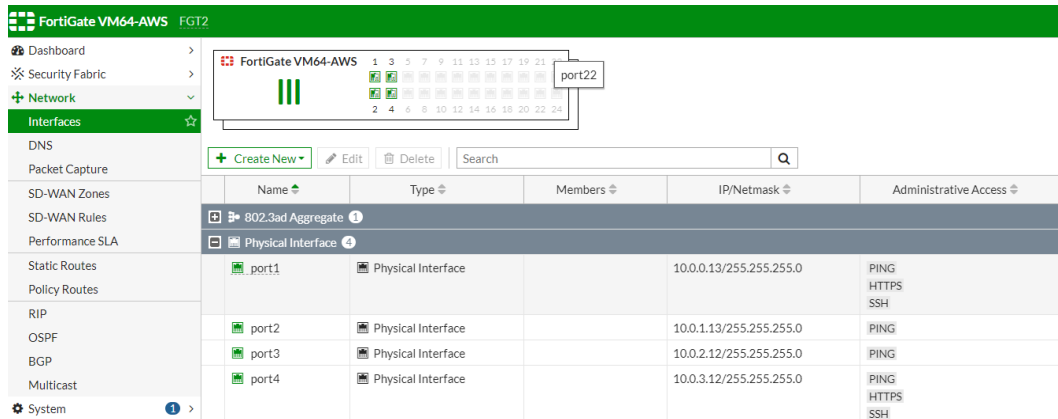 FortiGate VM64-AWS FGT2
Dashboard
Security Fabric
Network
Interfaces
DNS
Packet Capture
SD-WAN Zones
SD-WAN Rules
Performance SLA
Static Routes
Policy Routes
RIP
OSPF
BGP
Multicast
System 1
FortiGate VM64-AWS
1 3 5 7 9 11 13 15 17 19 21
2 4 6 8 10 12 14 16 18 20 22 24
port22
+ Create New Edit Delete Search
Name Type Members IP/Netmask Administrative Access
802.3ad Aggregate 1
Physical Interface 4
port1 Physical Interface 10.0.0.13/255.255.255.0 PING
HTTPS
SSH
port2 Physical Interface 10.0.1.13/255.255.255.0 PING
port3 Physical Interface 10.0.2.12/255.255.255.0 PING
port4 Physical Interface 10.0.3.12/255.255.255.0 PING
HTTPS
SSH